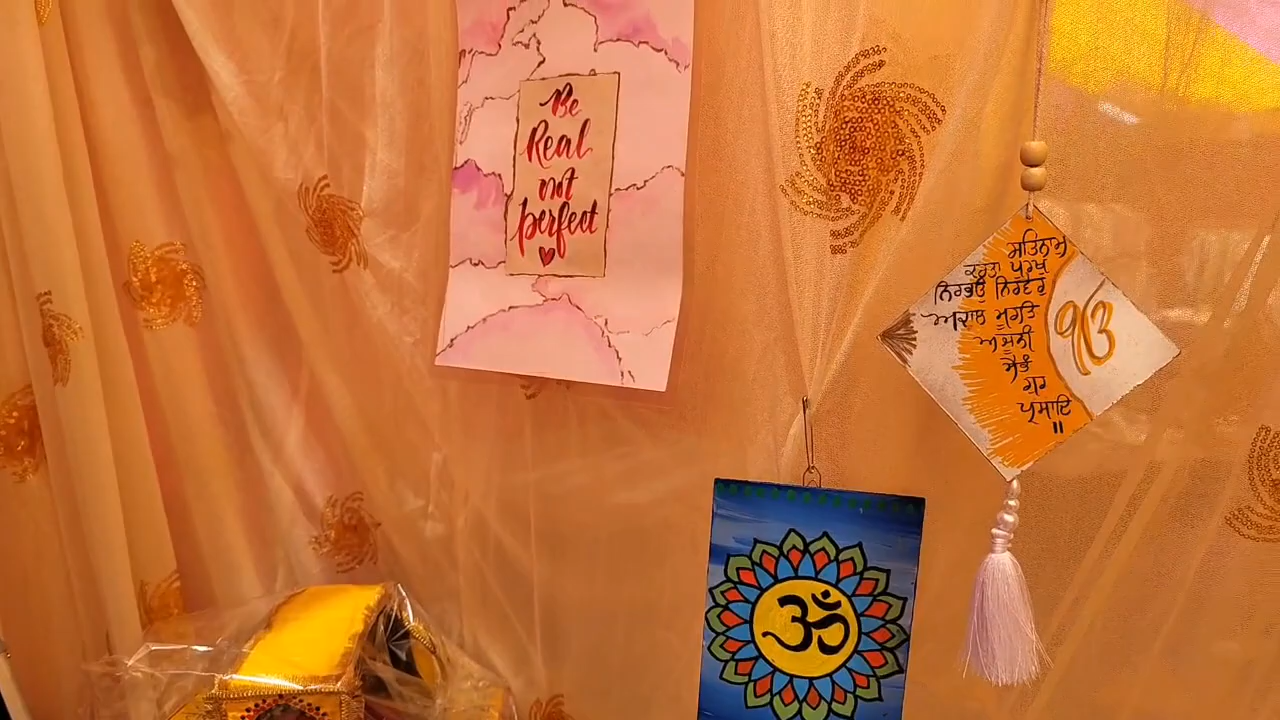 Be
Real
not
perfect
ੴ
ਸਤਿਨਾਮੁ
ਕਰਤਾ ਪੁਰਖੁ
ਨਿਰਭਉ ਨਿਰਵੈਰੁ
ਅਕਾਲ ਮੂਰਤਿ
ਅਜੂਨੀ
ਸੈਭੰ
ਗੁਰ
ਪ੍ਰਸਾਦਿ
॥
ॐ